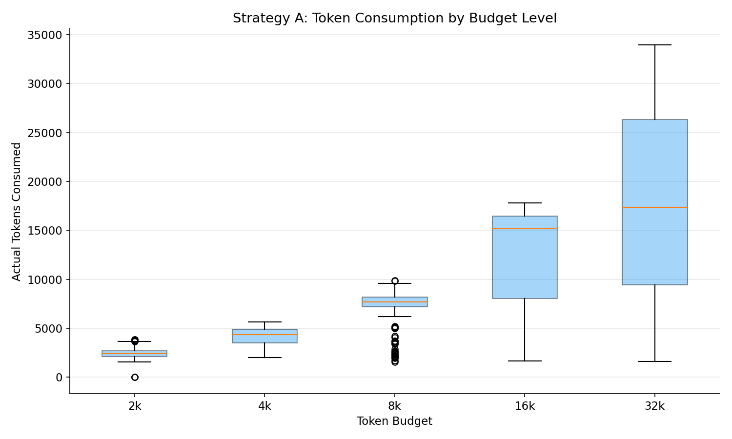 Strategy A: Token Consumption by Budget Level
Actual Tokens Consumed
35000
30000
25000
20000
15000
10000
5000
0
2k
4k
8k
16k
32k
Token Budget